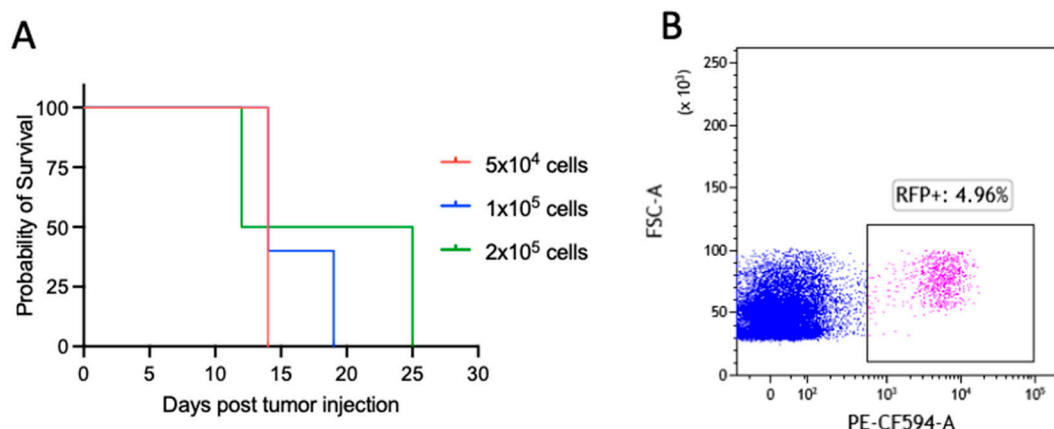 A
Probability of Survival
100
75
50
25
0
0 5 10 15 20 25 30
Days post tumor injection
5x10⁴ cells
1x10⁵ cells
2x10⁵ cells
B
(x 10³)
FSC-A
250
200
150
100
50
0
RFP+: 4.96%
0 10² 10³ 10⁴ 10⁵
PE-CF594-A